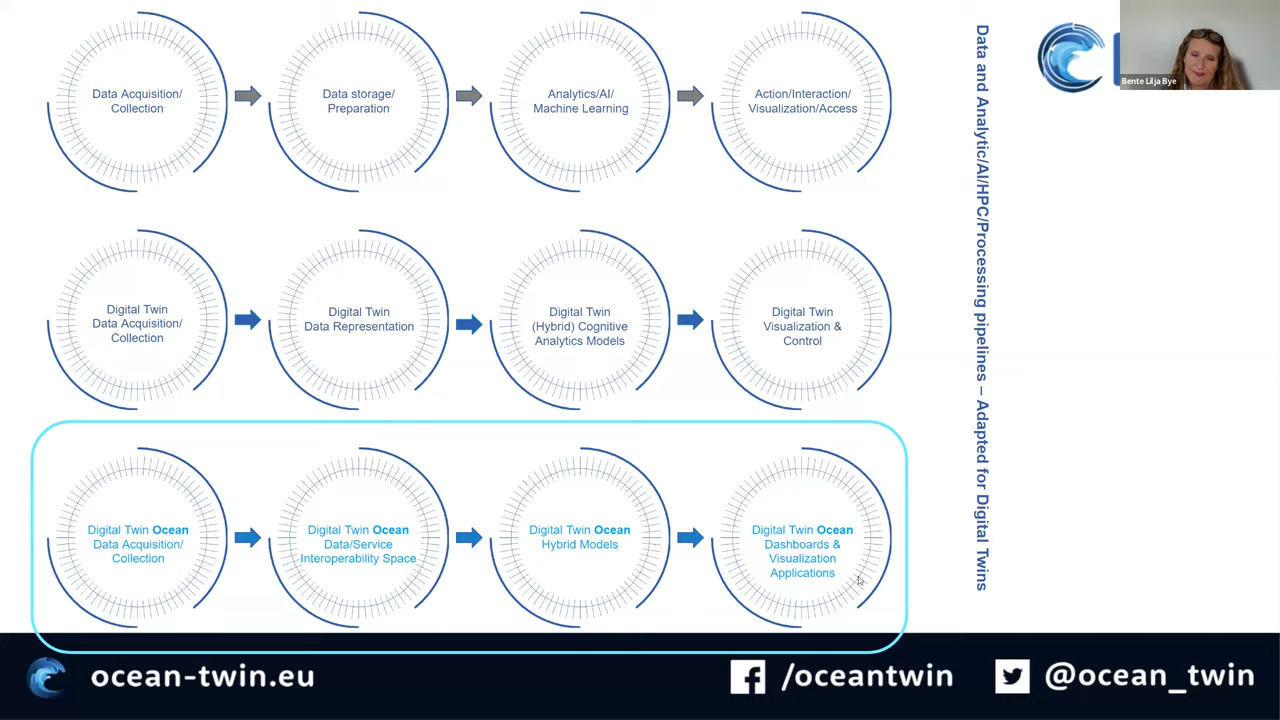 Data Acquisition/
Collection
Data storage/
Preparation
Analytics/AI/
Machine Learning
Action/Interaction/
Visualization/Access
Digital Twin
Data Acquisition/
Collection
Digital Twin
Data Representation
Digital Twin
(Hybrid) Cognitive
Analytics Models
Digital Twin
Visualization &
Control
Digital Twin Ocean
Data Acquisition/
Collection
Digital Twin Ocean
Data/Service
Interoperability Space
Digital Twin Ocean
Hybrid Models
Digital Twin Ocean
Dashboards &
Visualization
Applications
Data and Analytic/AI/HPC/Processing pipelines – Adapted for Digital Twins
Bente Lilja Bye
ocean-twin.eu
/oceantwin
@ocean_twin